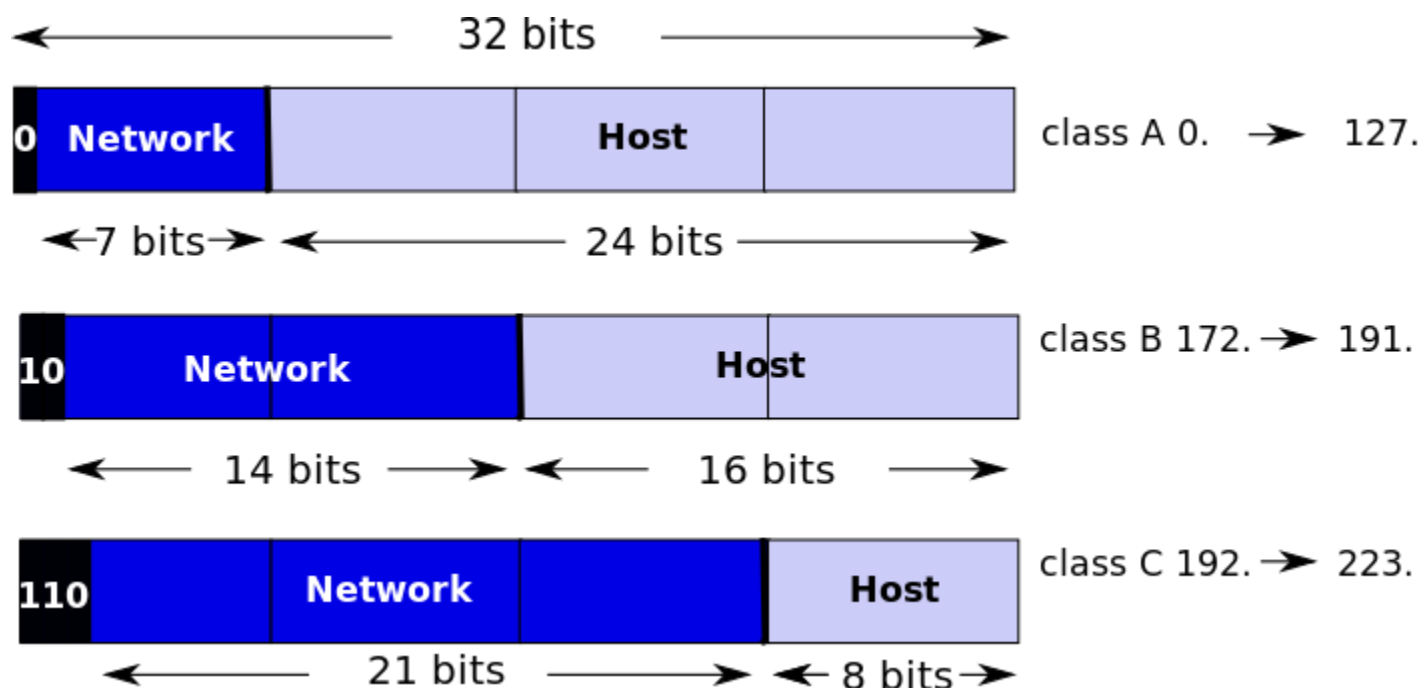 32 bits
0 Network Host class A 0. 127.
7 bits 24 bits
10 Network Host class B 172. 191.
14 bits 16 bits
110 Network Host class C 192. 223.
21 bits 8 bits